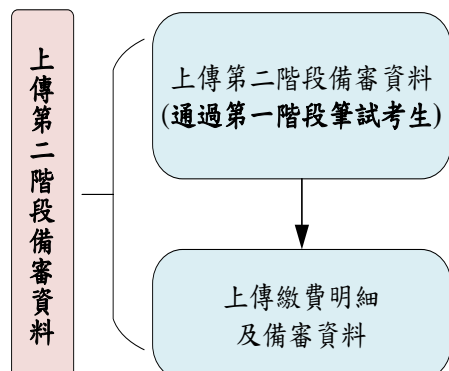 上傳第二階段備審資料
上傳第二階段備審資料
(通過第一階段筆試考生)
上傳繳費明細
及備審資料